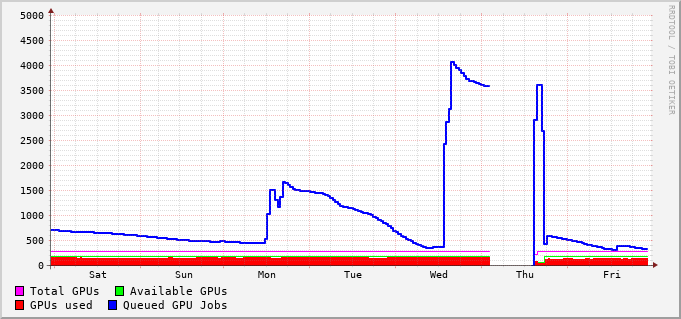 5000
4500
4000
3500
3000
2500
2000
1500
1000
500
0
Sat Sun Mon Tue Wed Thu Fri
RRDTOOL / TOBI OETIKER
Total GPUs Available GPUs
GPUs used Queued GPU Jobs